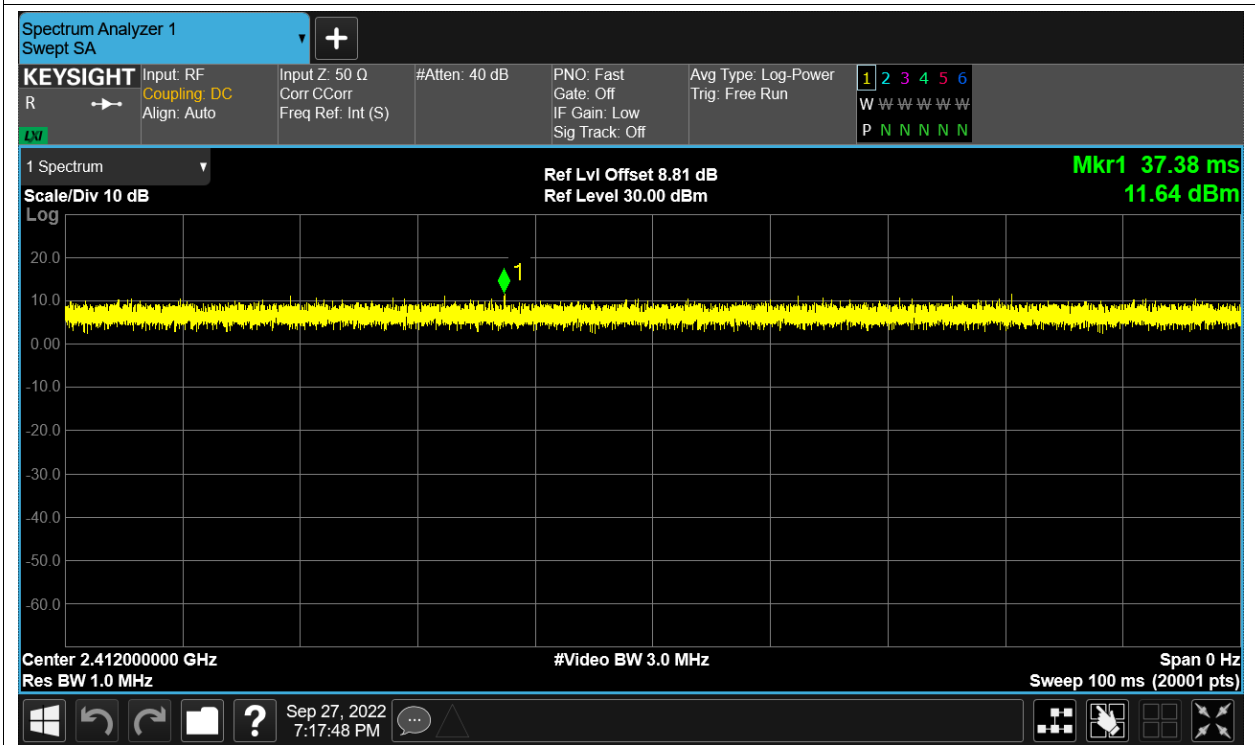 Spectrum Analyzer 1
Swept SA
KEYSIGHT
R
LXI
Input: RF
Coupling: DC
Align: Auto
Input Z: 50 Ω
Corr CCorr
Freq Ref: Int (S)
#Atten: 40 dB
PNO: Fast
Gate: Off
IF Gain: Low
Sig Track: Off
Avg Type: Log-Power
Trig: Free Run
1 2 3 4 5 6
W W W W W W
P N N N N N
1 Spectrum
Scale/Div 10 dB
Ref Lvl Offset 8.81 dB
Ref Level 30.00 dBm
Mkr1 37.38 ms
11.64 dBm
Log
1
20.0
10.0
0.00
-10.0
-20.0
-30.0
-40.0
-50.0
-60.0
Center 2.412000000 GHz
Res BW 1.0 MHz
#Video BW 3.0 MHz
Span 0 Hz
Sweep 100 ms (20001 pts)
?
Sep 27, 2022
7:17:48 PM